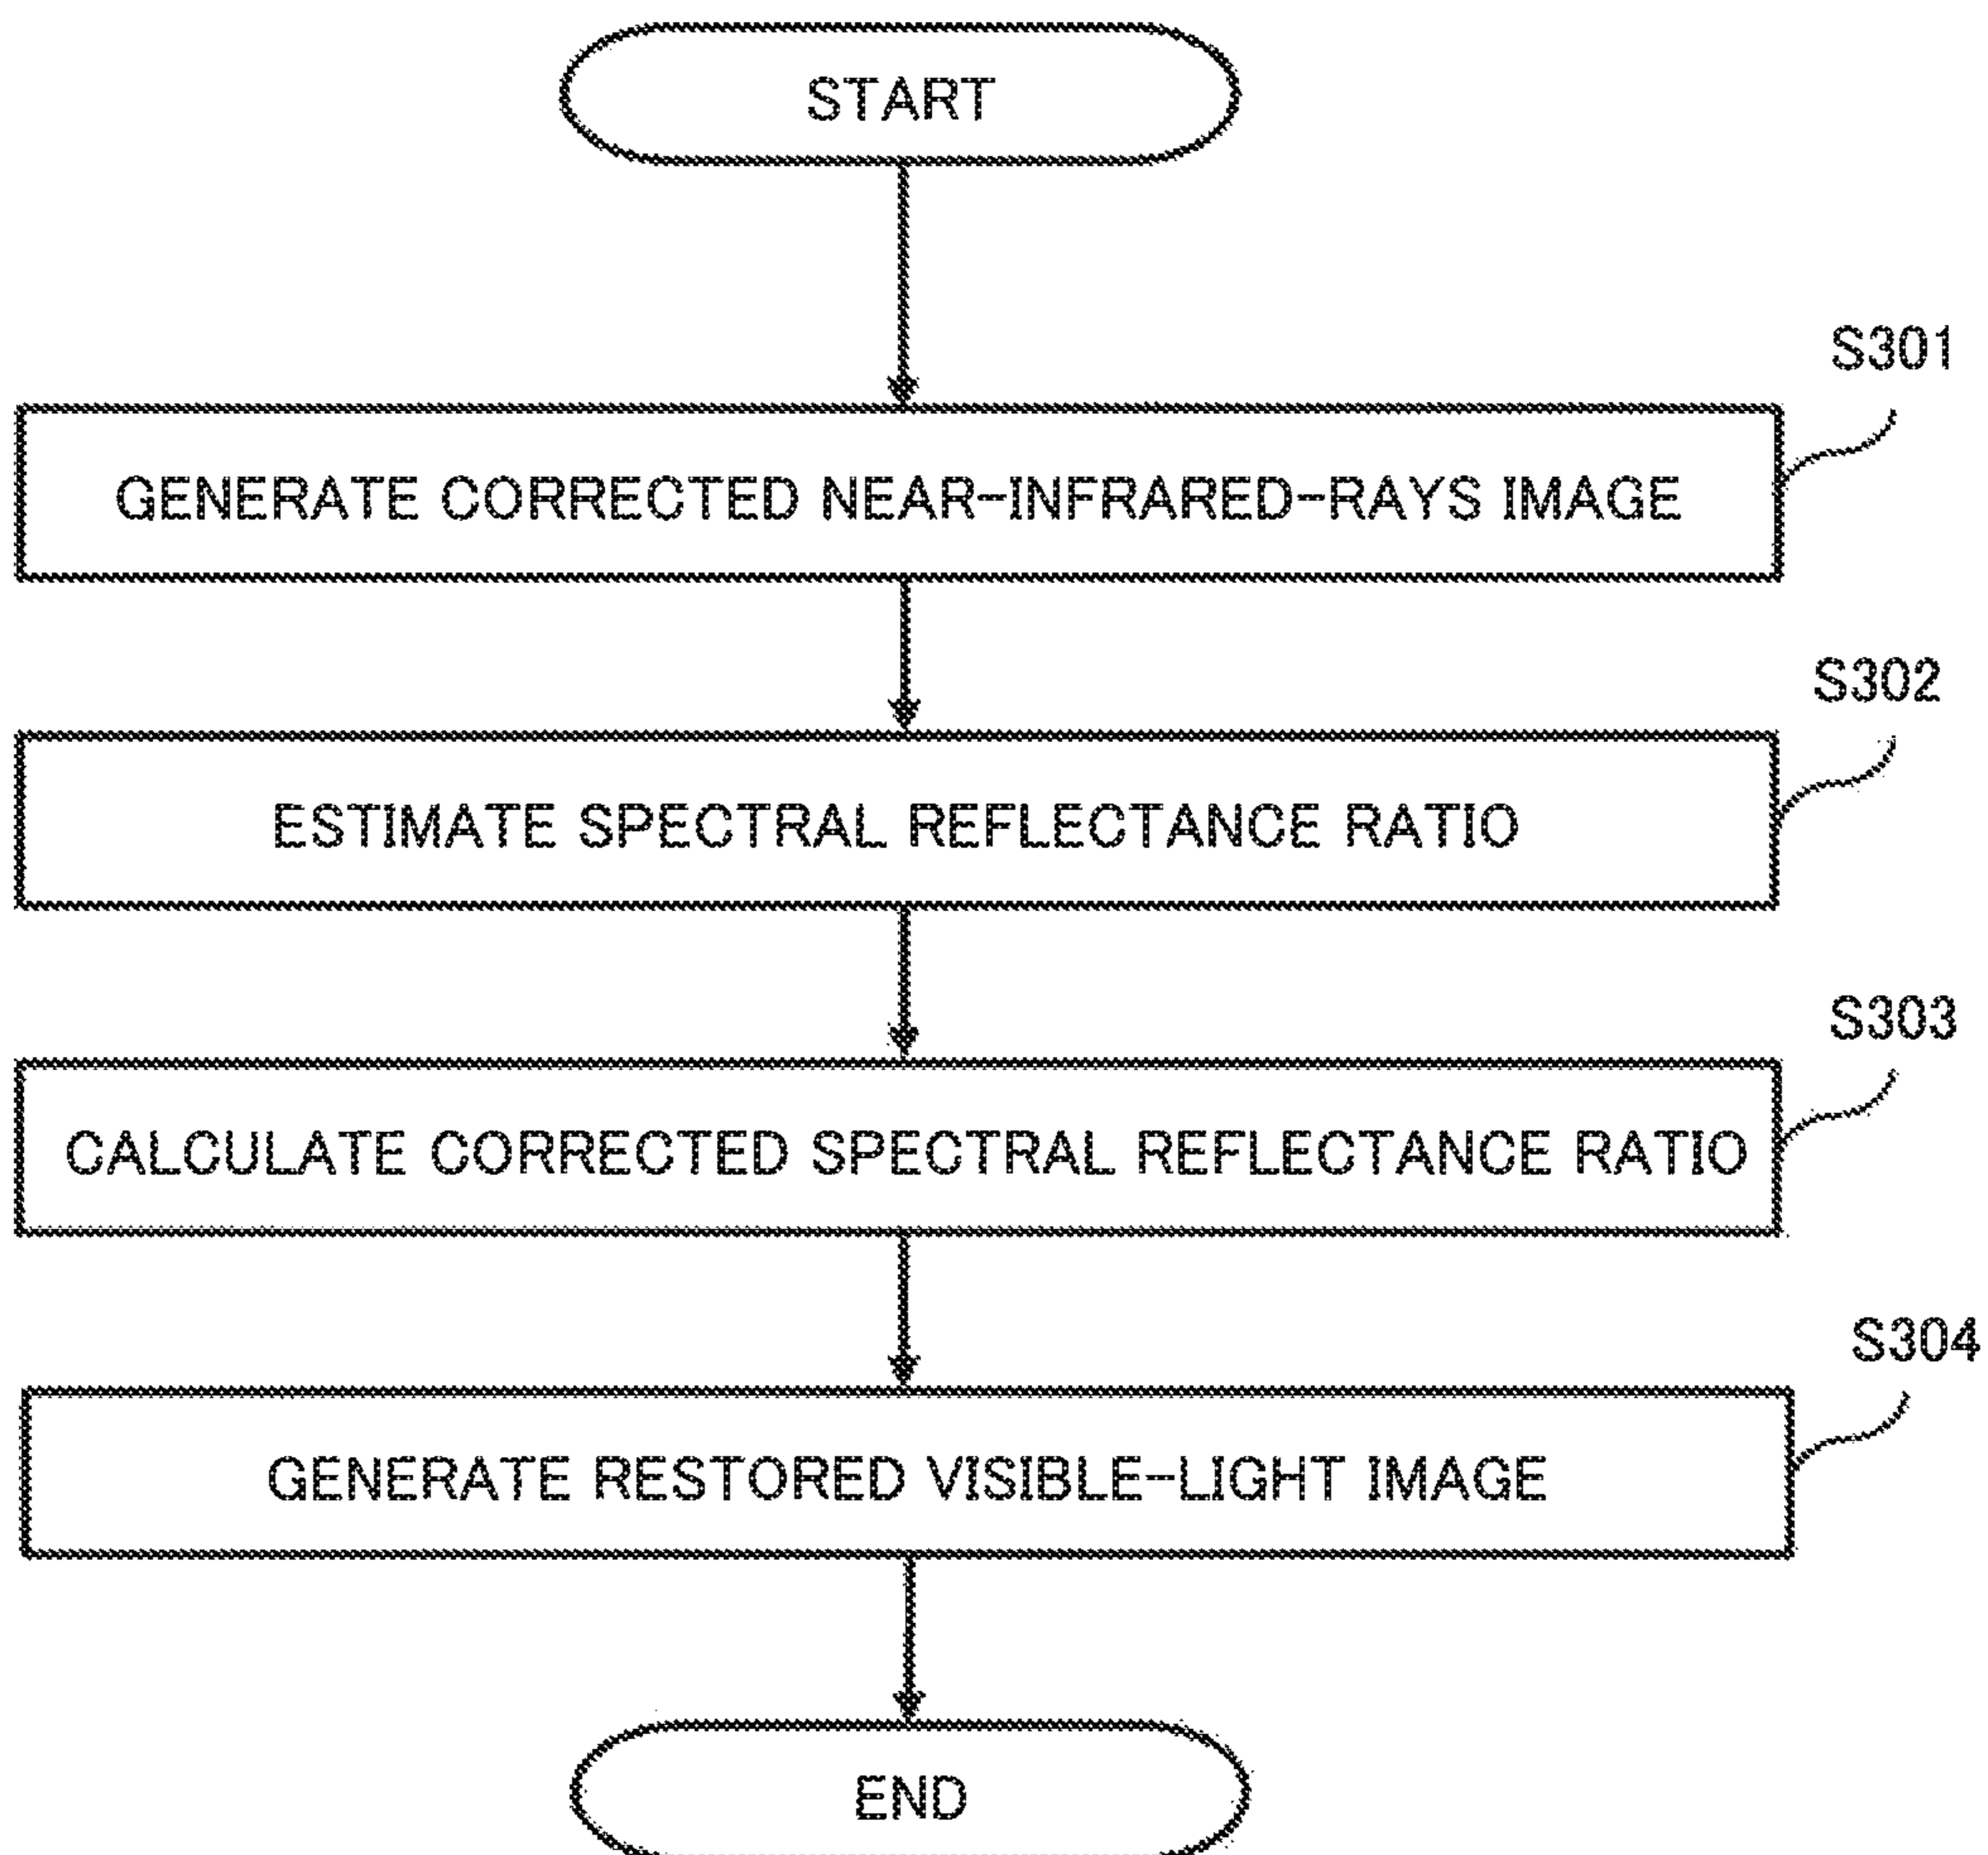 START
S301
GENERATE CORRECTED NEAR-INFRARED-RAYS IMAGE
S302
ESTIMATE SPECTRAL REFLECTANCE RATIO
S303
CALCULATE CORRECTED SPECTRAL REFLECTANCE RATIO
S304
GENERATE RESTORED VISIBLE-LIGHT IMAGE
END